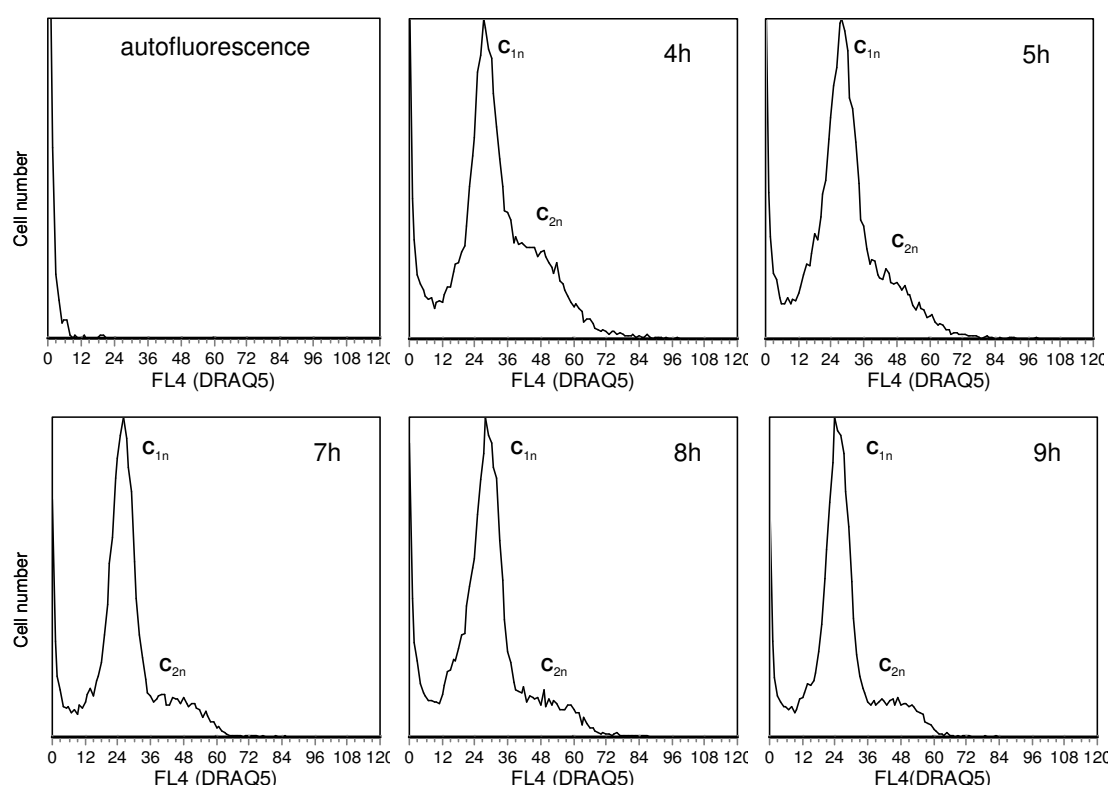 autofluorescence
Cell number
0 12 24 36 48 60 72 84 96 108 120
FL4 (DRAQ5)
C1n
4h
C2n
0 12 24 36 48 60 72 84 96 108 120
FL4 (DRAQ5)
C1n
5h
C2n
0 12 24 36 48 60 72 84 96 108 120
FL4 (DRAQ5)
C1n
7h
C2n
Cell number
0 12 24 36 48 60 72 84 96 108 120
FL4 (DRAQ5)
C1n
8h
C2n
0 12 24 36 48 60 72 84 96 108 120
FL4 (DRAQ5)
C1n
9h
C2n
0 12 24 36 48 60 72 84 96 108 120
FL4(DRAQ5)